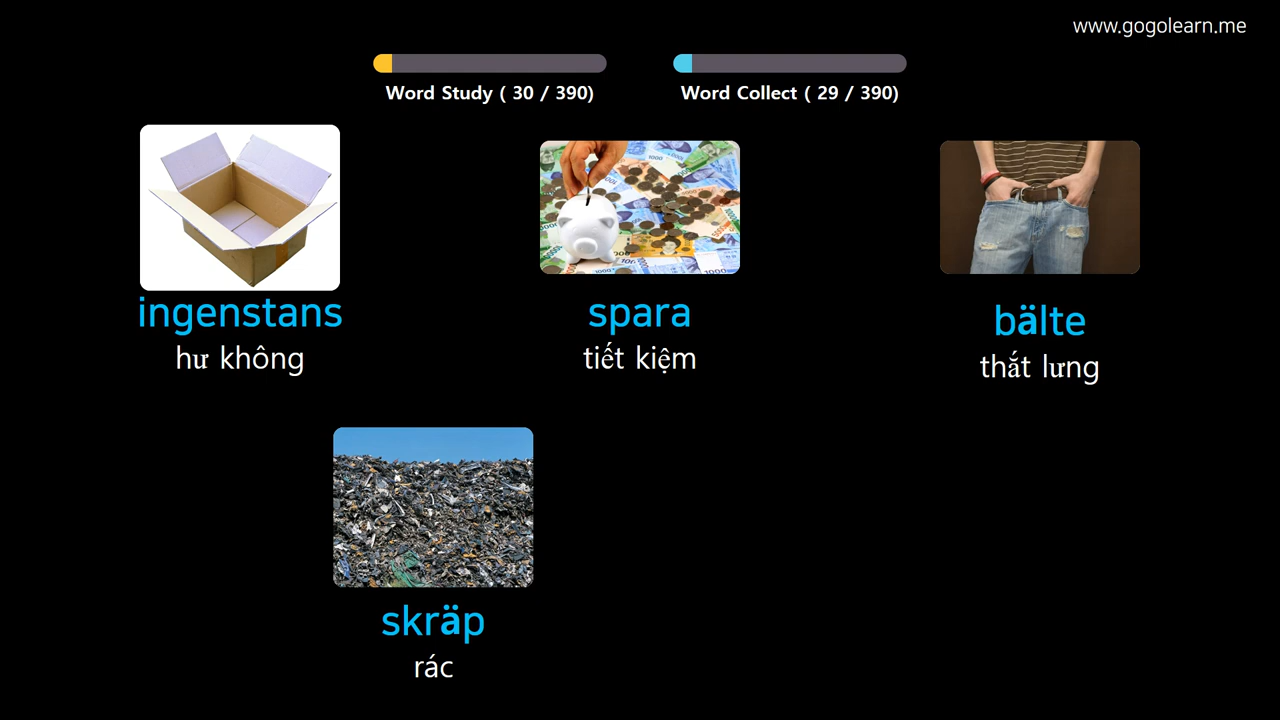 www.gogolearn.me
Word Study ( 30 / 390)
Word Collect ( 29 / 390)
ingenstans
hư không
spara
tiết kiệm
bälte
thắt lưng
skräp
rác